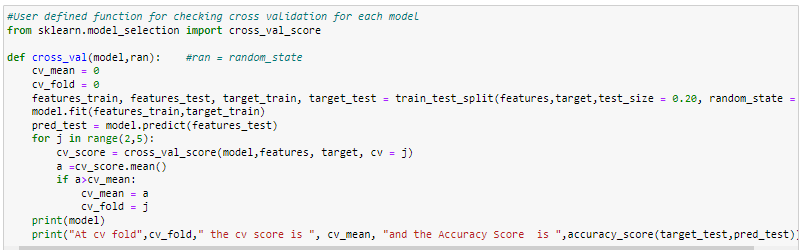 #User defined function for checking cross validation for each model
from sklearn.model_selection import cross_val_score

def cross_val(model,ran):    #ran = random_state
    cv_mean = 0
    cv_fold = 0
    features_train, features_test, target_train, target_test = train_test_split(features,target,test_size = 0.20, random_state =
    model.fit(features_train,target_train)
    pred_test = model.predict(features_test)
    for j in range(2,5):
        cv_score = cross_val_score(model,features, target, cv = j)
        a =cv_score.mean()
        if a>cv_mean:
            cv_mean = a
            cv_fold = j
    print(model)
    print("At cv fold",cv_fold," the cv score is ", cv_mean, "and the Accuracy Score  is ",accuracy_score(target_test,pred_test))